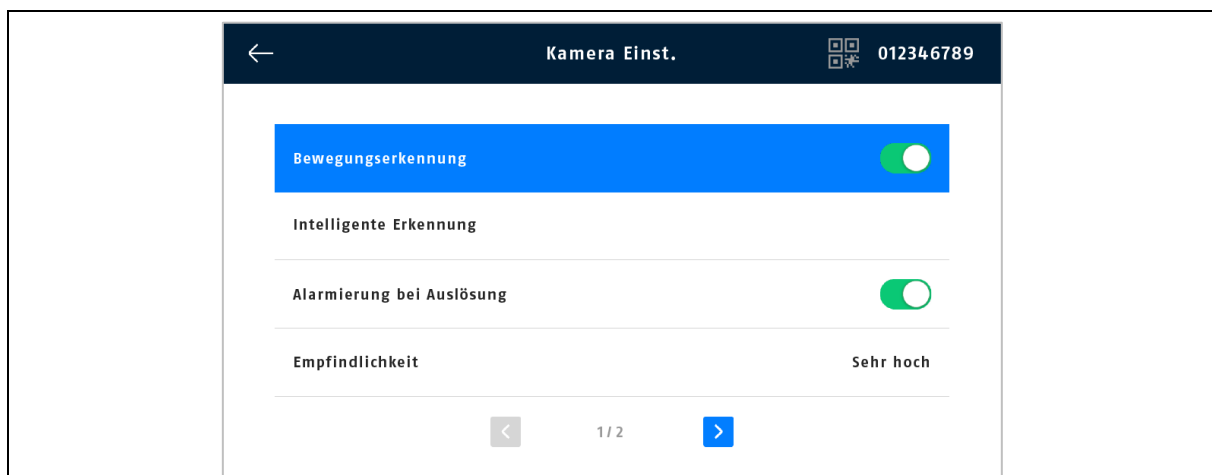 Kamera Einst. 012346789
Bewegungserkennung
Intelligente Erkennung
Alarmierung bei Auslösung
Empfindlichkeit Sehr hoch
1 / 2